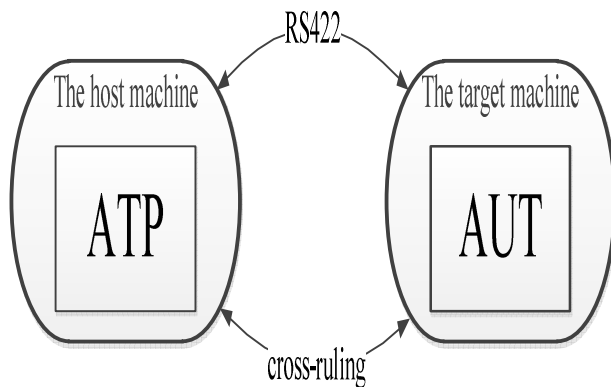 RS422
The host machine
The target machine
ATP
AUT
cross-ruling